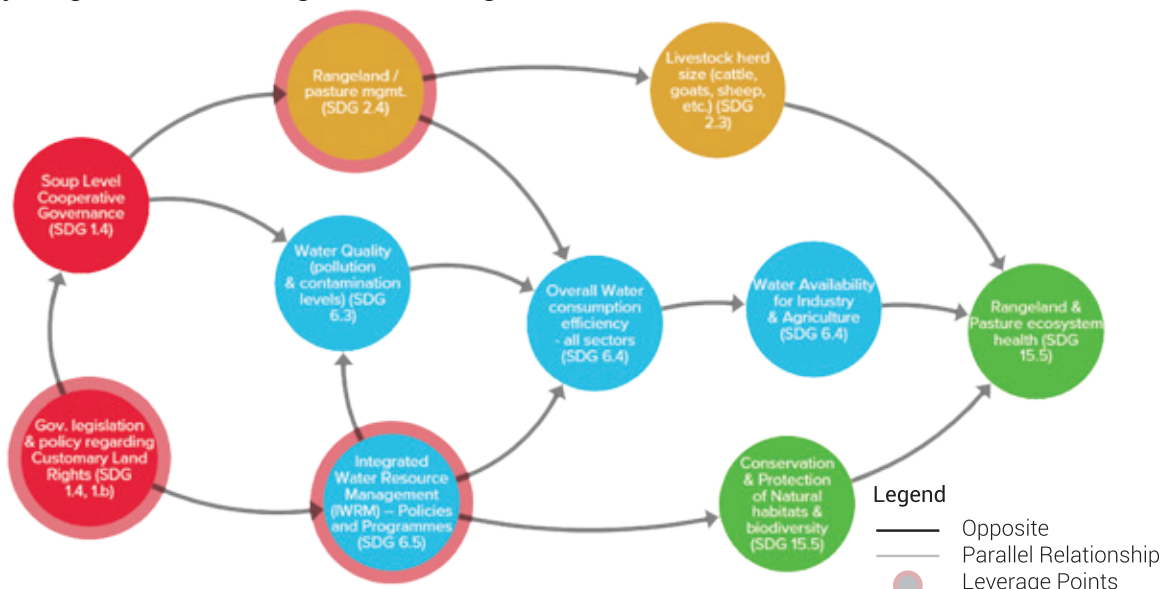 Rangeland /
pasture mgmt.
(SDG 2.4)
Livestock herd
size (cattle,
goats, sheep,
etc.) (SDG
2.3)
Soup Level
Cooperative
Governance
(SDG 1.4)
Water Quality
(pollution
& contamination
levels) (SDG
6.3)
Overall Water
consumption
efficiency
- all sectors
(SDG 6.4)
Water Availability
for Industry
& Agriculture
(SDG 6.4)
Rangeland &
Pasture ecosystem
health (SDG
15.5)
Gov. legislation
& policy regarding
Customary Land
Rights (SDG
1.4, 1.b)
Integrated
Water Resource
Management
(IWRM) – Policies
and Programmes
(SDG 6.5)
Conservation
& Protection
of Natural
habitats &
biodiversity
(SDG 15.5)
Legend
Opposite
Parallel Relationship
Leverage Points